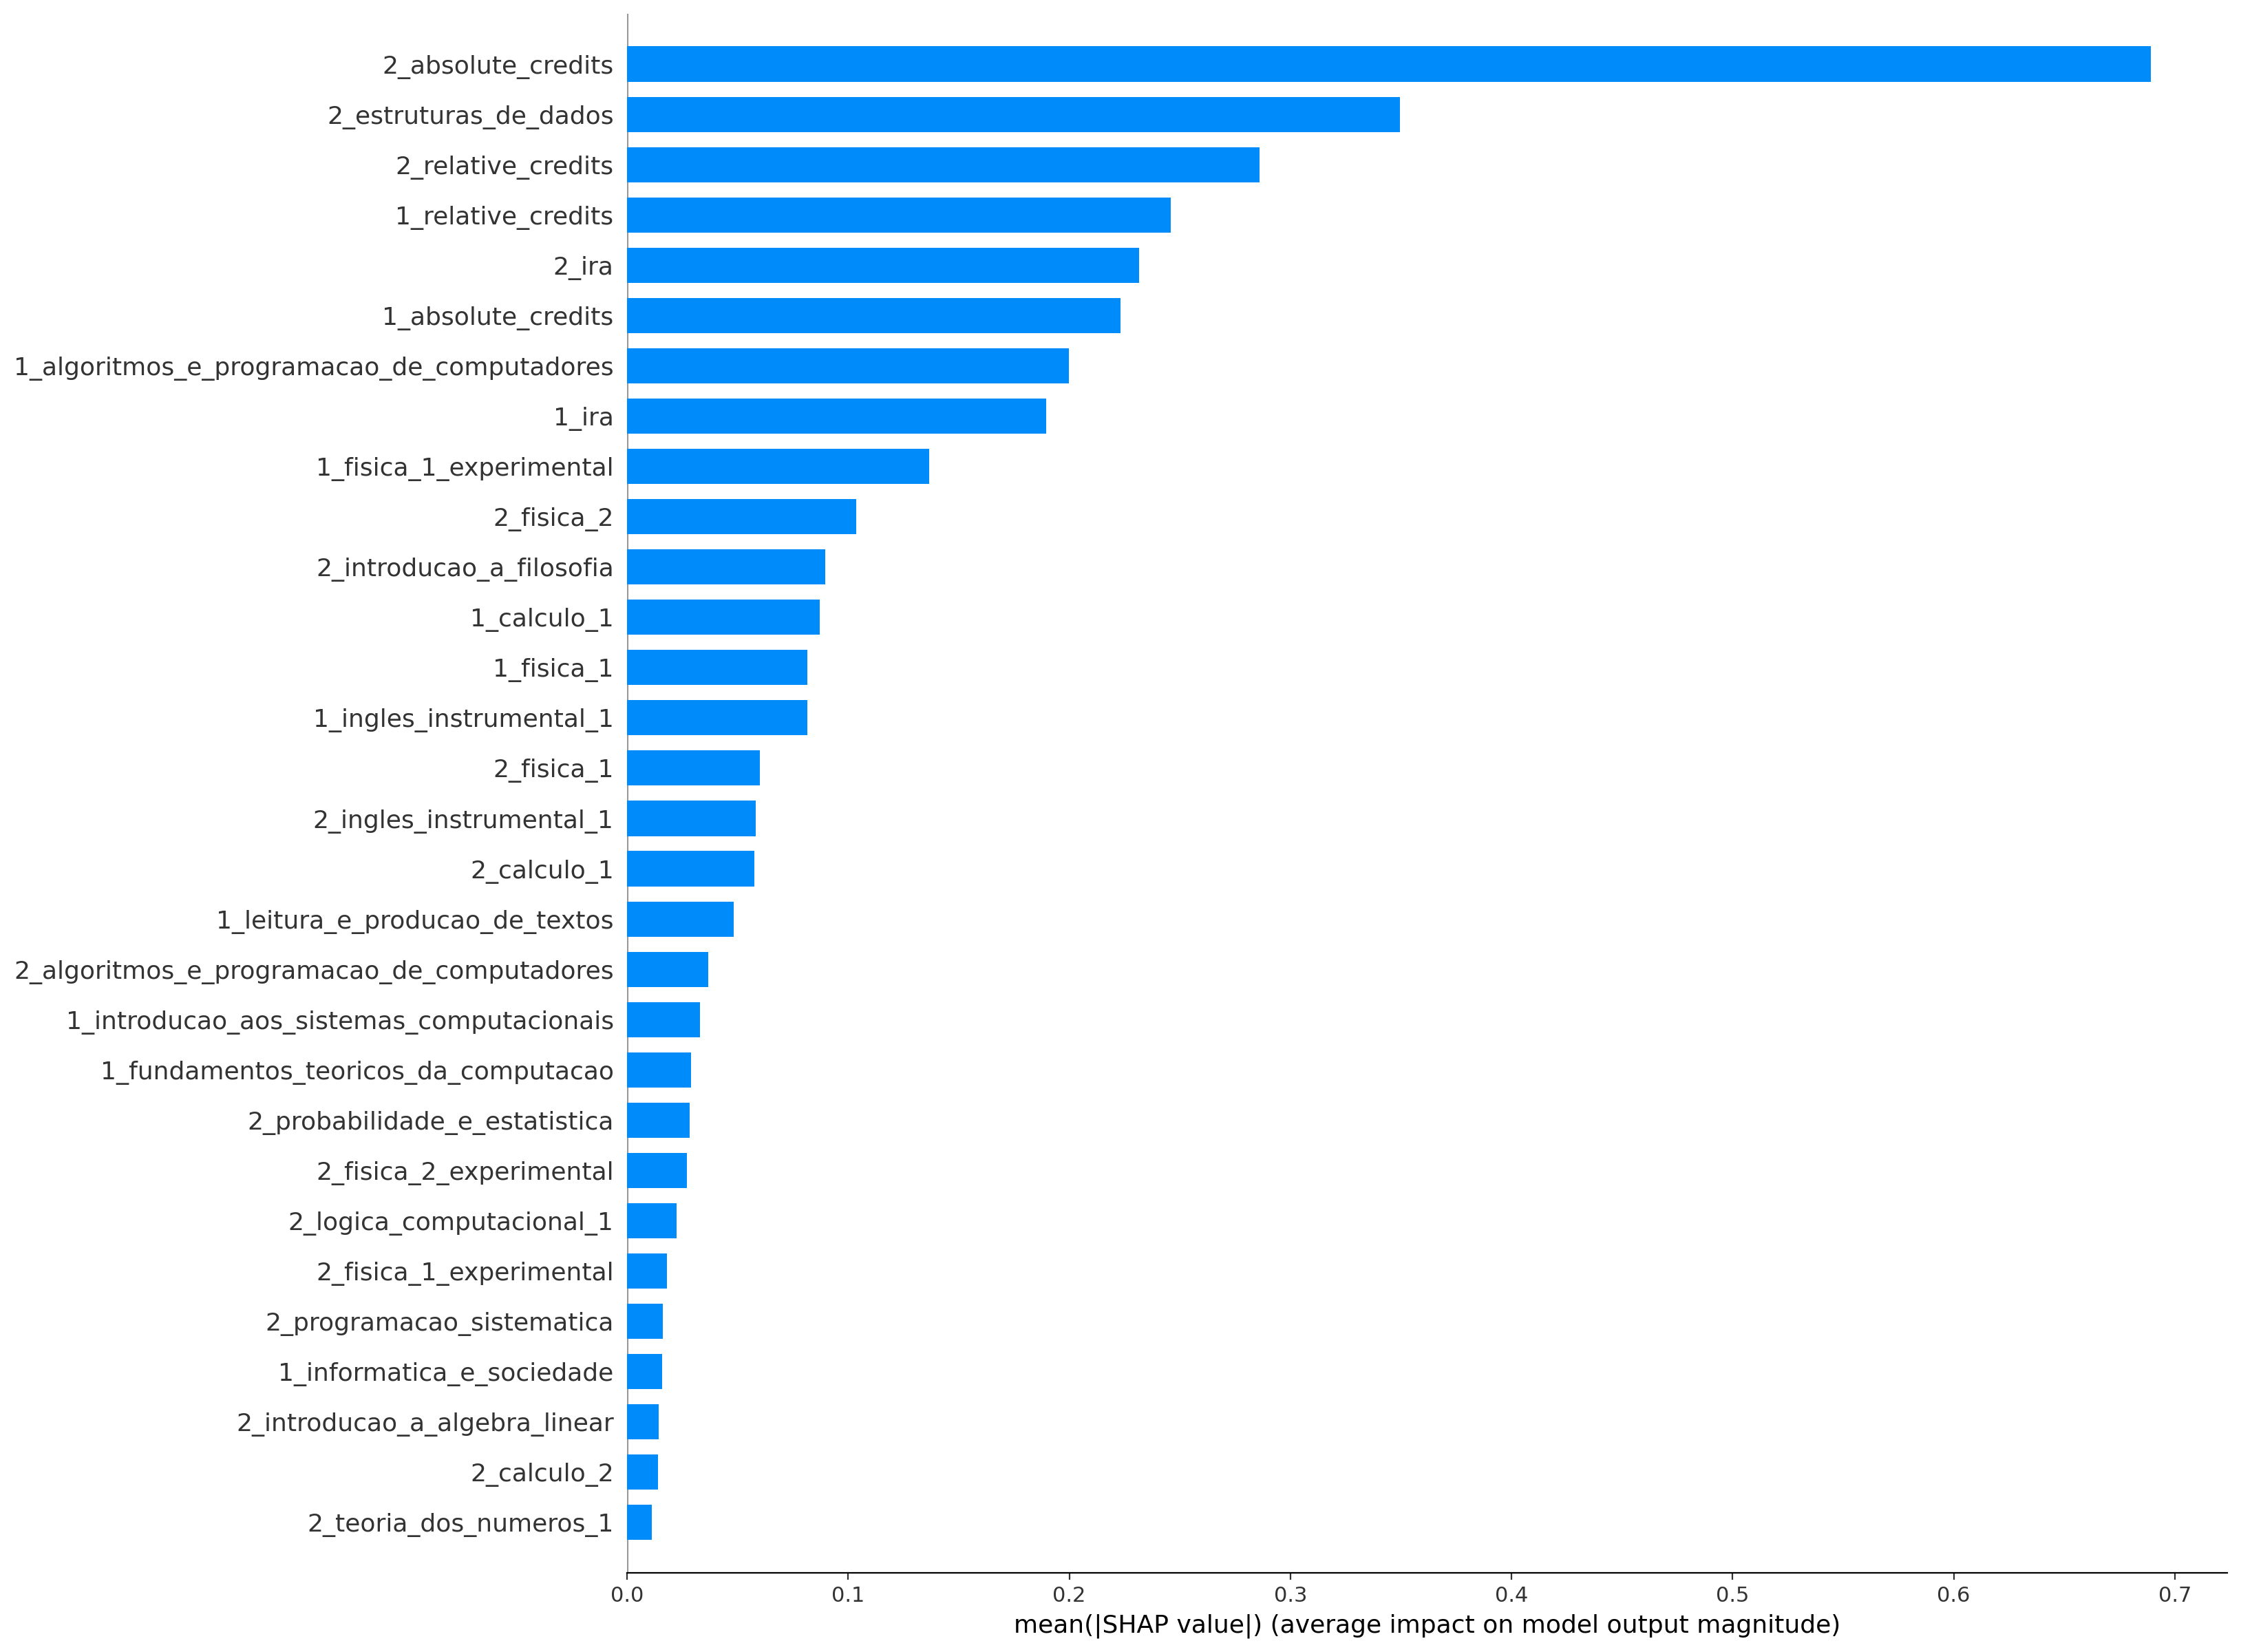 2_absolute_credits
2_estruturas_de_dados
2_relative_credits
1_relative_credits
2_ira
1_absolute_credits
1_algoritmos_e_programacao_de_computadores
1_ira
1_fisica_1_experimental
2_fisica_2
2_introducao_a_filosofia
1_calculo_1
1_fisica_1
1_ingles_instrumental_1
2_fisica_1
2_ingles_instrumental_1
2_calculo_1
1_leitura_e_producao_de_textos
2_algoritmos_e_programacao_de_computadores
1_introducao_aos_sistemas_computacionais
1_fundamentos_teoricos_da_computacao
2_probabilidade_e_estatistica
2_fisica_2_experimental
2_logica_computacional_1
2_fisica_1_experimental
2_programacao_sistematica
1_informatica_e_sociedade
2_introducao_a_algebra_linear
2_calculo_2
2_teoria_dos_numeros_1
0.0 0.1 0.2 0.3 0.4 0.5 0.6 0.7
mean(|SHAP value|) (average impact on model output magnitude)